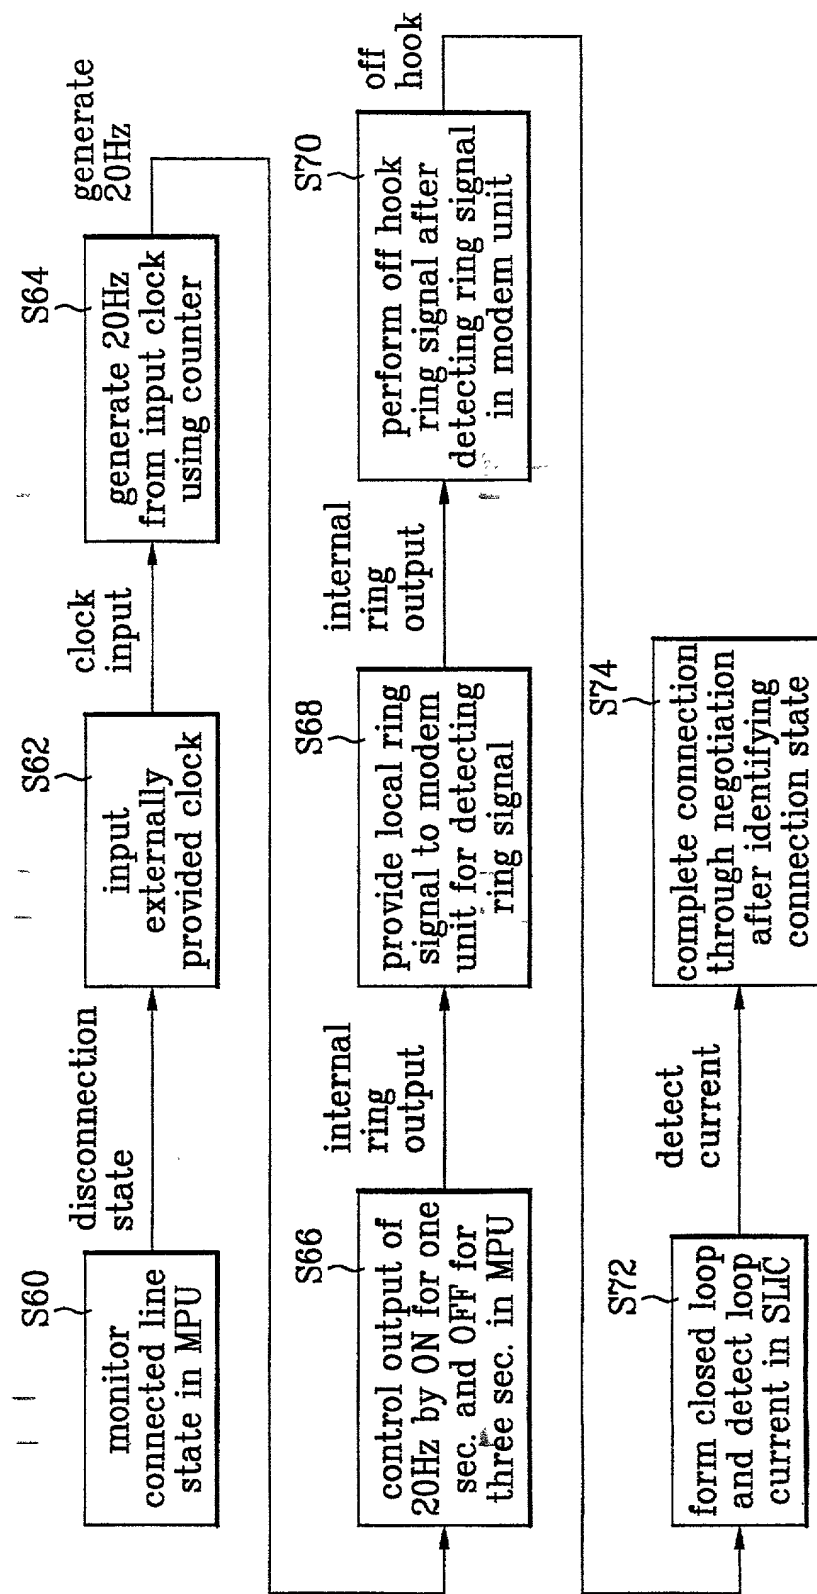 S60
monitor
connected line
state in MPU
disconnection
state
S62
input
externally
provided clock
clock
input
S64
generate 20Hz
from input clock
using counter
generate
20Hz
S66
control output of
20Hz by ON for one
sec. and OFF for
three sec. in MPU
internal
ring
output
S68
provide local ring
signal to modem
unit for detecting
ring signal
internal
ring
output
S70
perform off hook
ring signal after
detecting ring signal
in modem unit
off
hook
S72
form closed loop
and detect loop
current in SLIC
detect
current
S74
complete connection
through negotiation
after identifying
connection state